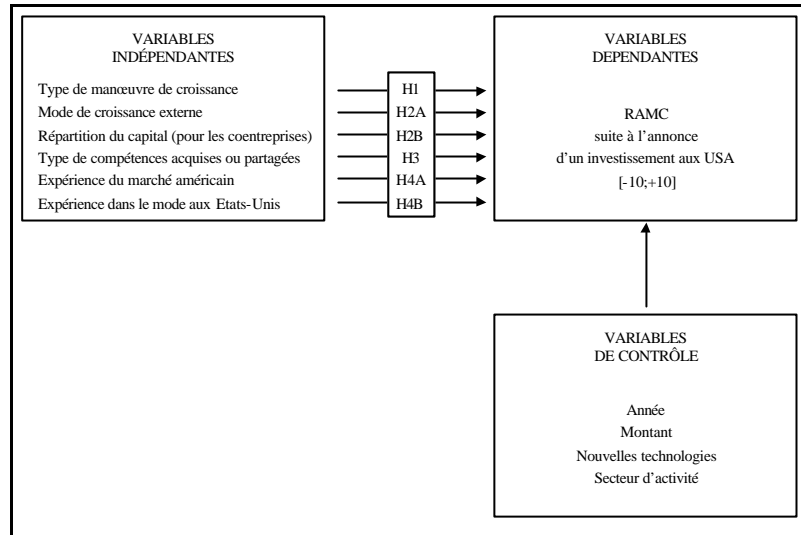 VARIABLES
INDÉPENDANTES
Type de manœuvre de croissance
Mode de croissance externe
Répartition du capital (pour les coentreprises)
Type de compétences acquises ou partagées
Expérience du marché américain
Expérience dans le mode aux Etats-Unis
H1
H2A
H2B
H3
H4A
H4B
VARIABLES
DEPENDANTES
RAMC
suite à l'annonce
d'un investissement aux USA
[-10;+10]
VARIABLES
DE CONTRÔLE
Année
Montant
Nouvelles technologies
Secteur d'activité